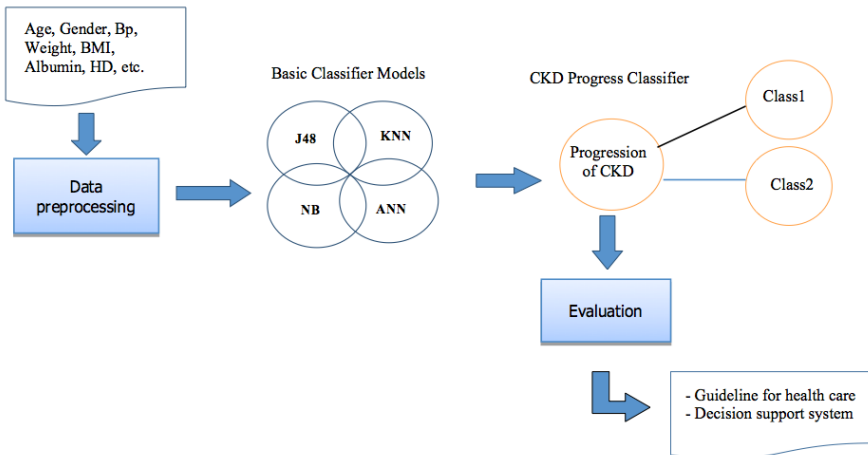 Age, Gender, Bp,
Weight, BMI,
Albumin, HD, etc.
Data
preprocessing
Basic Classifier Models
J48
KNN
NB
ANN
CKD Progress Classifier
Progression
of CKD
Class1
Class2
Evaluation
- Guideline for health care
- Decision support system